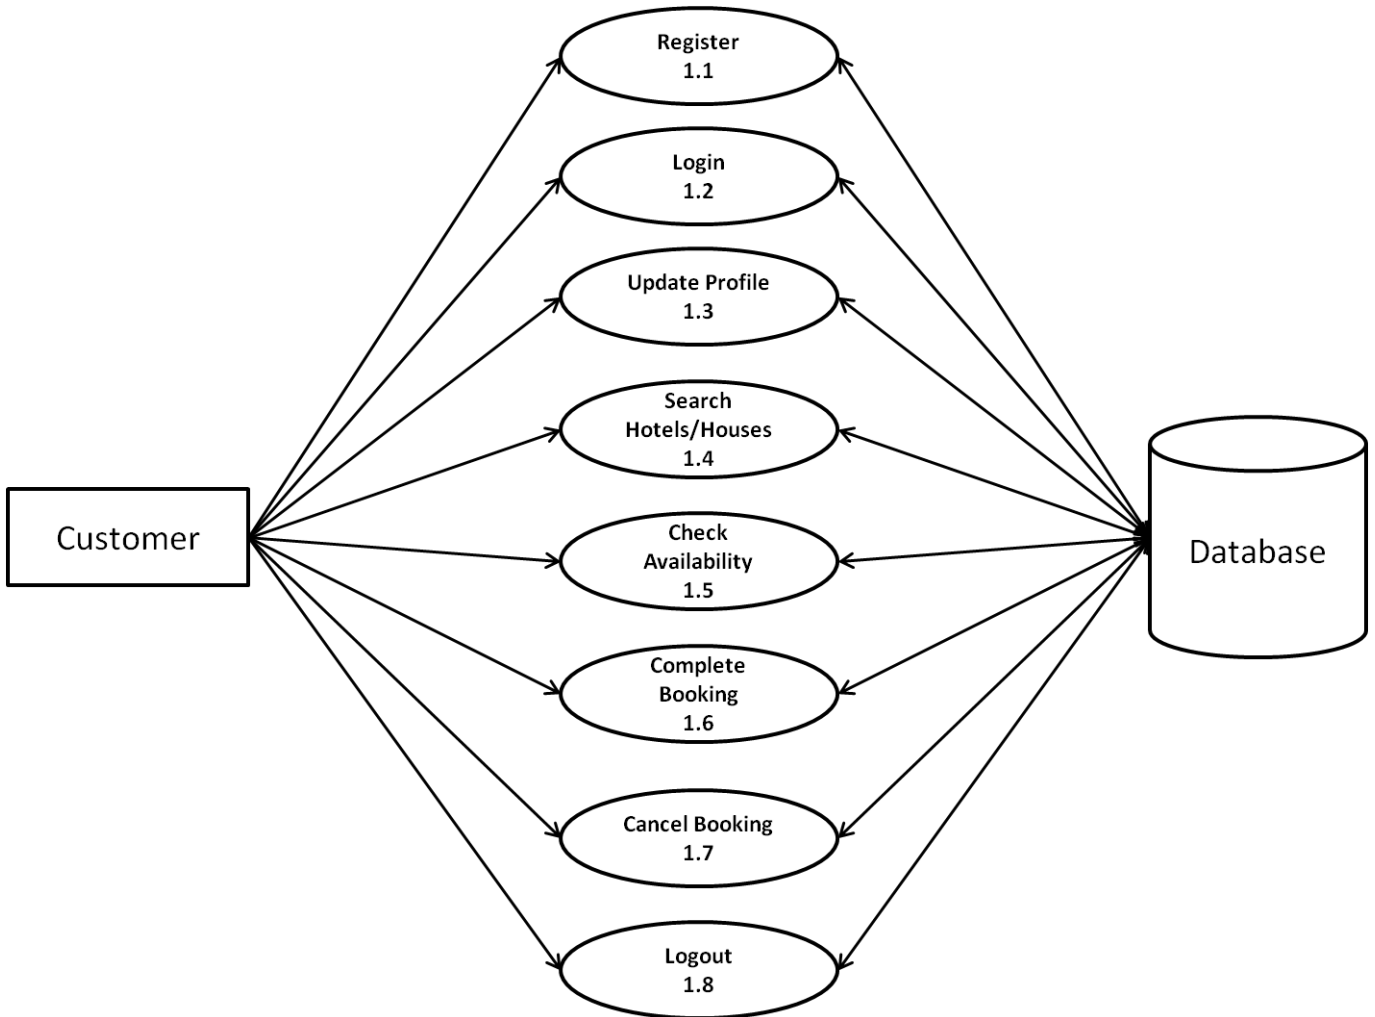 Register
1.1
Login
1.2
Update Profile
1.3
Search
Hotels/Houses
1.4
Customer
Check
Availability
1.5
Database
Complete
Booking
1.6
Cancel Booking
1.7
Logout
1.8